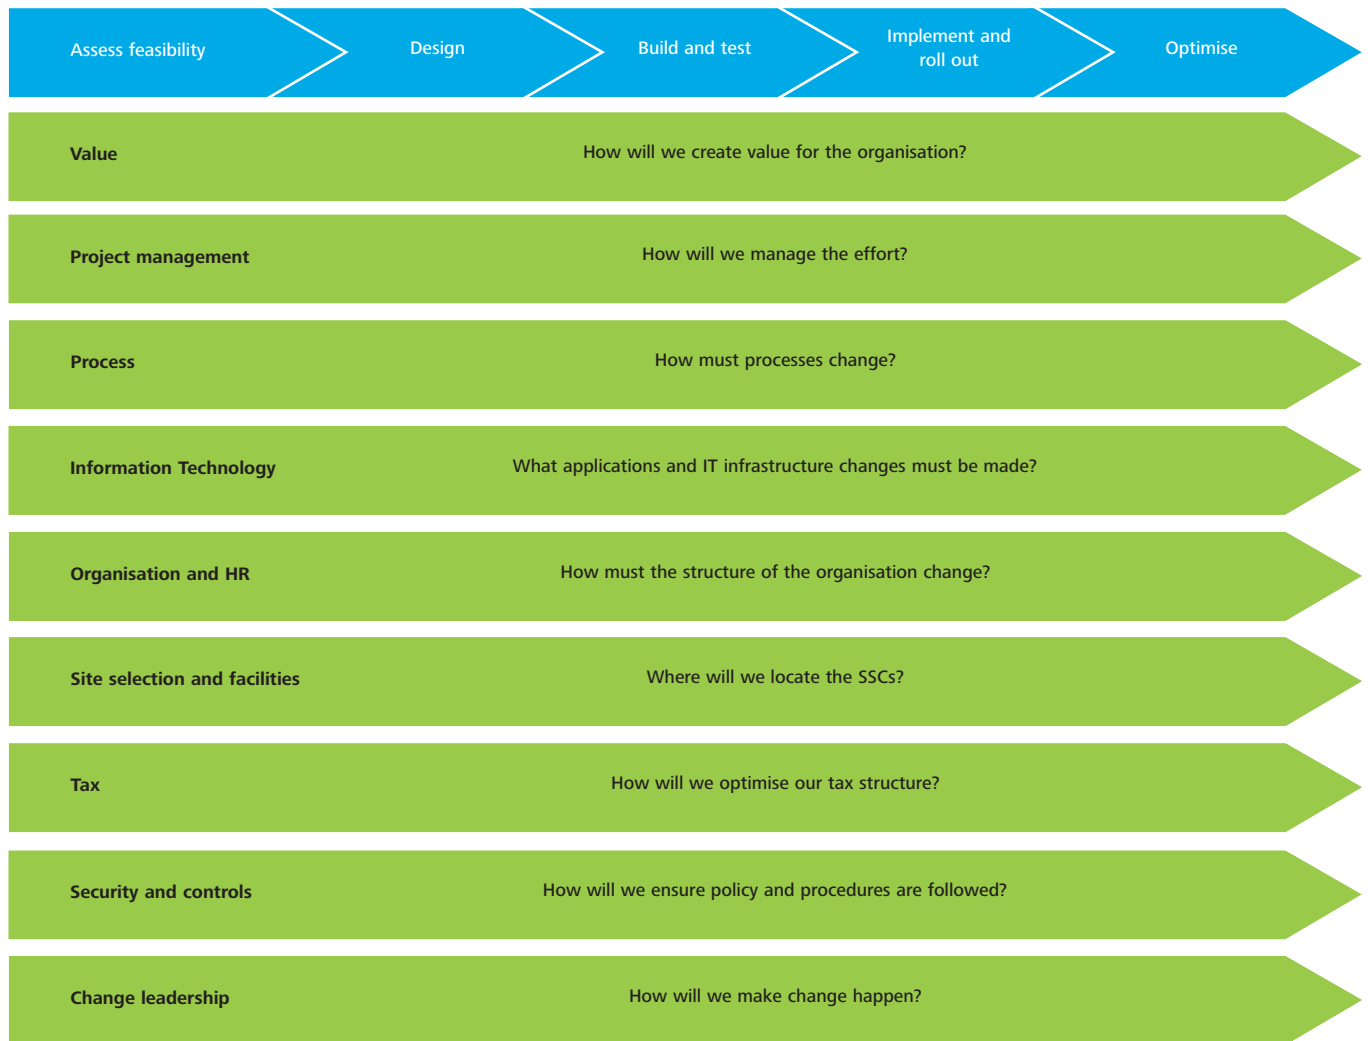 Assess feasibility
Design
Build and test
Implement and
roll out
Optimise
Value
How will we create value for the organisation?
Project management
How will we manage the effort?
Process
How must processes change?
Information Technology
What applications and IT infrastructure changes must be made?
Organisation and HR
How must the structure of the organisation change?
Site selection and facilities
Where will we locate the SSCs?
Tax
How will we optimise our tax structure?
Security and controls
How will we ensure policy and procedures are followed?
Change leadership
How will we make change happen?